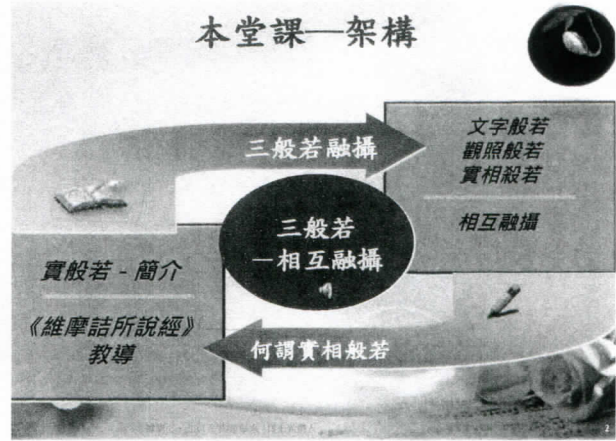 本堂課—架構
三般若融攝
文字般若
觀照般若
實相殺若
相互融攝
三般若
—相互融攝
實般若 - 簡介
《維摩詰所說經》
教導
何謂實相般若
2